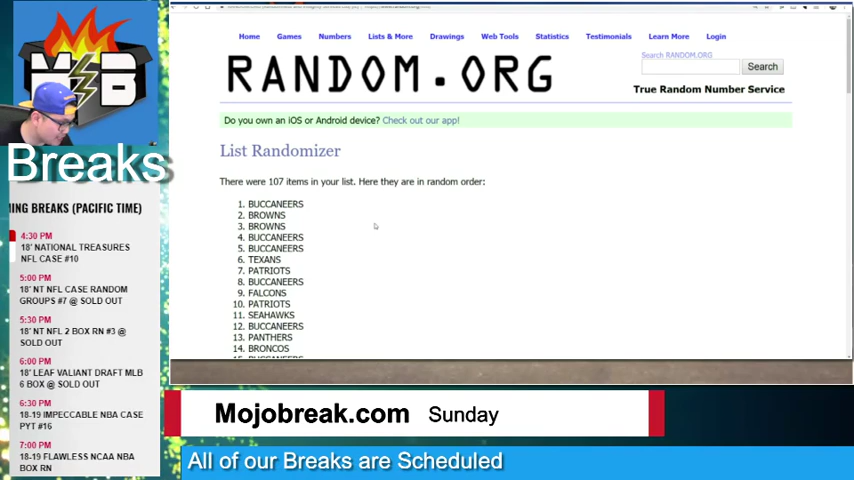 Home Games Numbers Lists & More Drawings Web Tools Statistics Testimonials Learn More Login
RANDOM.ORG
Search RANDOM.ORG
Search
True Random Number Service
Do you own an iOS or Android device? Check out our app!
List Randomizer
There were 107 items in your list. Here they are in random order:
1. BUCCANEERS
2. BROWNS
3. BROWNS
4. BUCCANEERS
5. BUCCANEERS
6. TEXANS
7. PATRIOTS
8. BUCCANEERS
9. FALCONS
10. PATRIOTS
11. SEAHAWKS
12. BUCCANEERS
13. PANTHERS
14. BRONCOS
15. BUCCANEERS
MB
Breaks
NG BREAKS (PACIFIC TIME)
4:30 PM
18' NATIONAL TREASURES
NFL CASE #10
5:00 PM
18' NT NFL CASE RANDOM
GROUPS #7 @ SOLD OUT
5:30 PM
18' NT NFL 2 BOX RN #3 @
SOLD OUT
6:00 PM
18' LEAF VALIANT DRAFT MLB
6 BOX @ SOLD OUT
6:30 PM
18-19 IMPECCABLE NBA CASE
PYT #16
7:00 PM
18-19 FLAWLESS NCAA NBA
BOX RN
Mojobreak.com Sunday
All of our Breaks are Scheduled